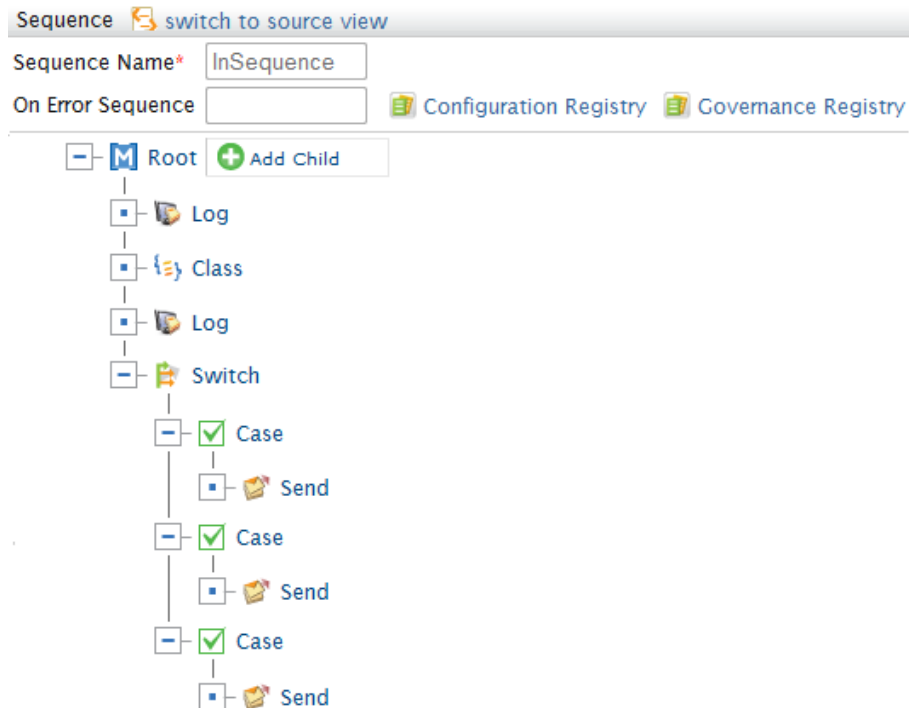 Sequence switch to source view
Sequence Name* InSequence
On Error Sequence Configuration Registry Governance Registry
Root Add Child
Log
Class
Log
Switch
Case
Send
Case
Send
Case
Send